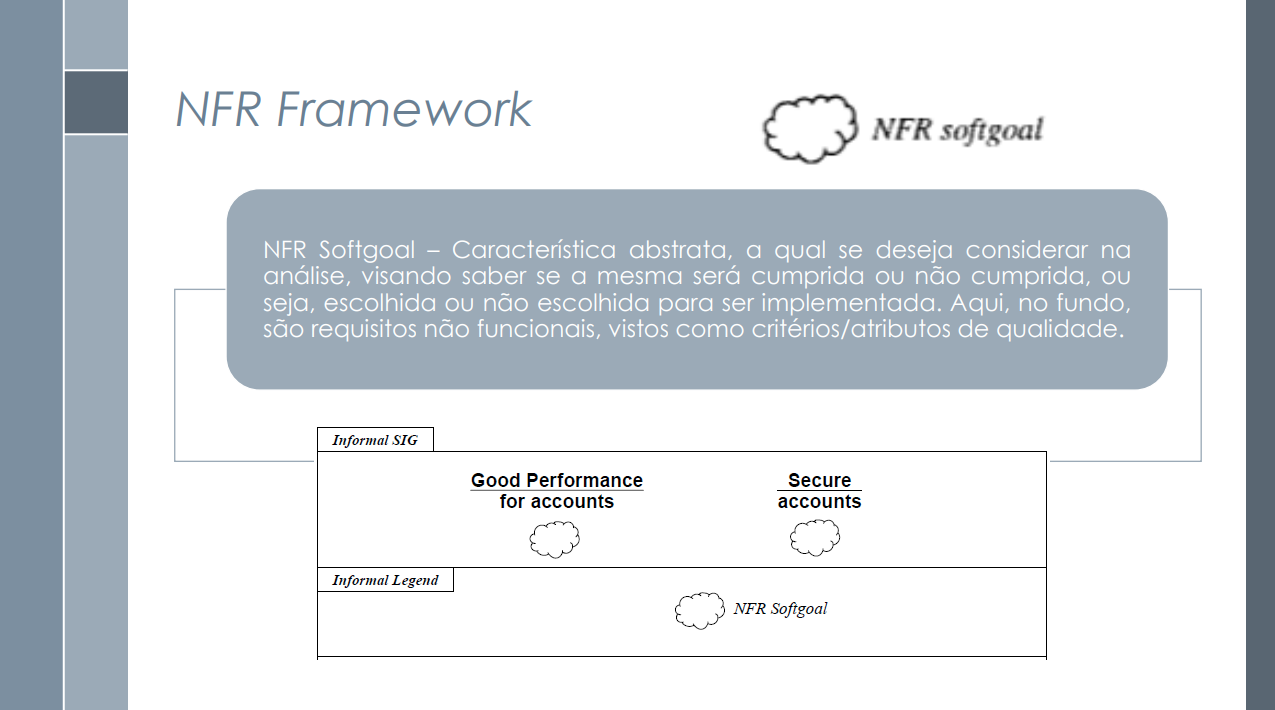 NFR Framework
NFR softgoal
NFR Softgoal – Característica abstrata, a qual se deseja considerar na
análise, visando saber se a mesma será cumprida ou não cumprida, ou
seja, escolhida ou não escolhida para ser implementada. Aqui, no fundo,
são requisitos não funcionais, vistos como critérios/atributos de qualidade.
Informal SIG
Good Performance
for accounts
Secure
accounts
Informal Legend
NFR Softgoal